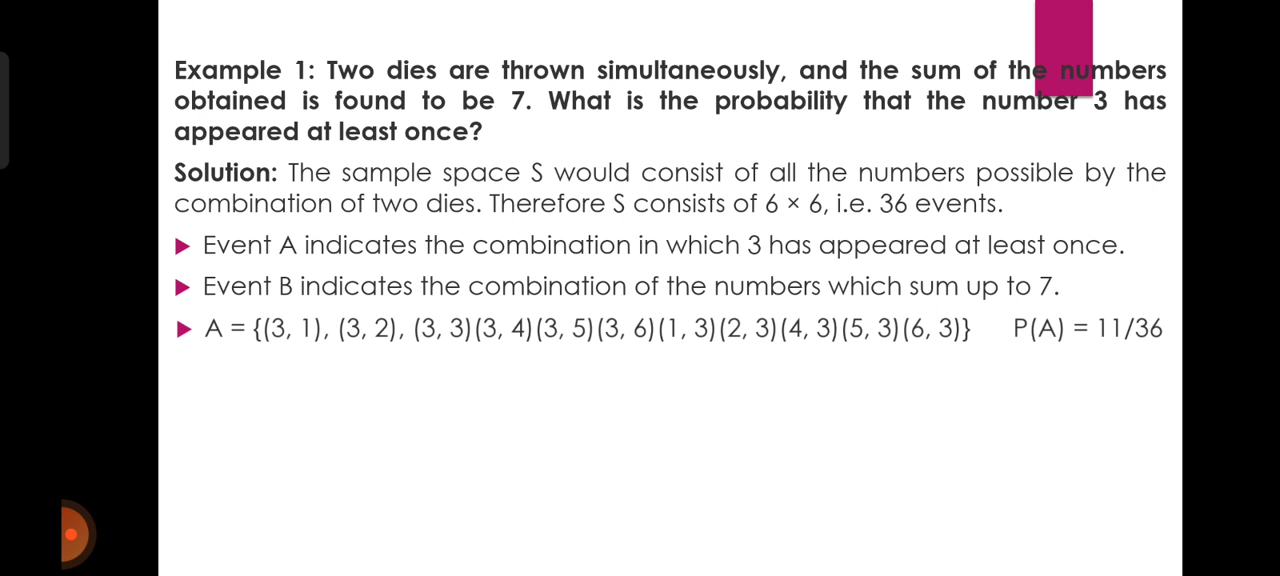 Example 1: Two dies are thrown simultaneously, and the sum of the numbers
obtained is found to be 7. What is the probability that the number 3 has
appeared at least once?
Solution: The sample space S would consist of all the numbers possible by the
combination of two dies. Therefore S consists of 6 × 6, i.e. 36 events.
Event A indicates the combination in which 3 has appeared at least once.
Event B indicates the combination of the numbers which sum up to 7.
A = {(3, 1), (3, 2), (3, 3)(3, 4)(3, 5)(3, 6)(1, 3)(2, 3)(4, 3)(5, 3)(6, 3)} P(A) = 11/36